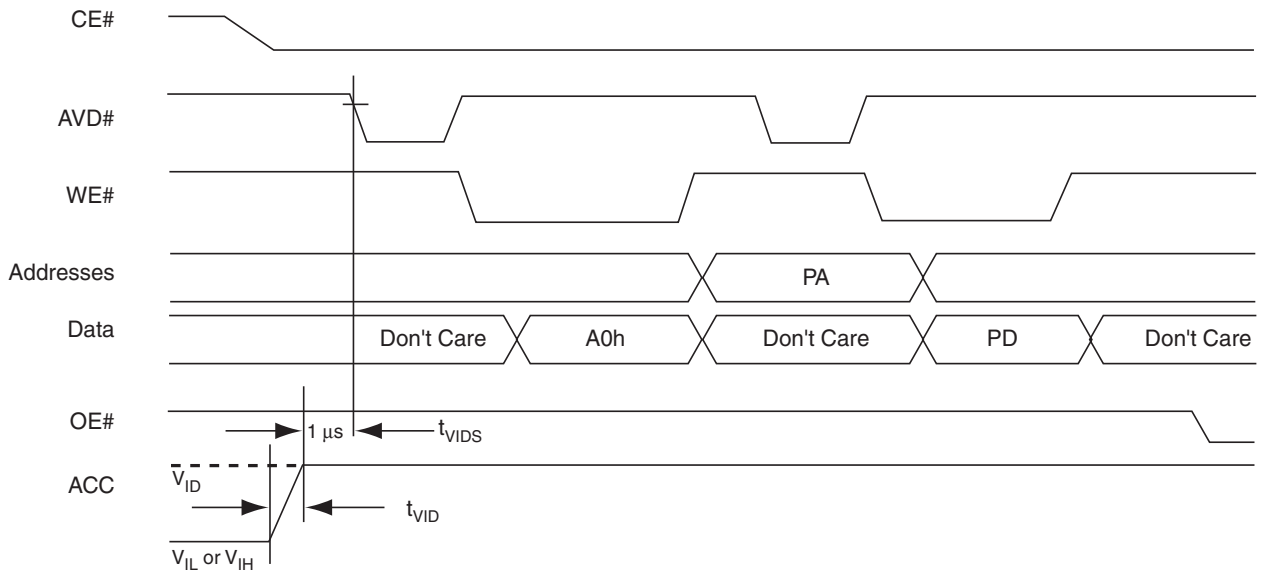 CE#
AVD#
WE#
Addresses
PA
Data
Don't Care
A0h
Don't Care
PD
Don't Care
OE#
1 μs
tVIDS
ACC
VID
tVID
VIL or VIH